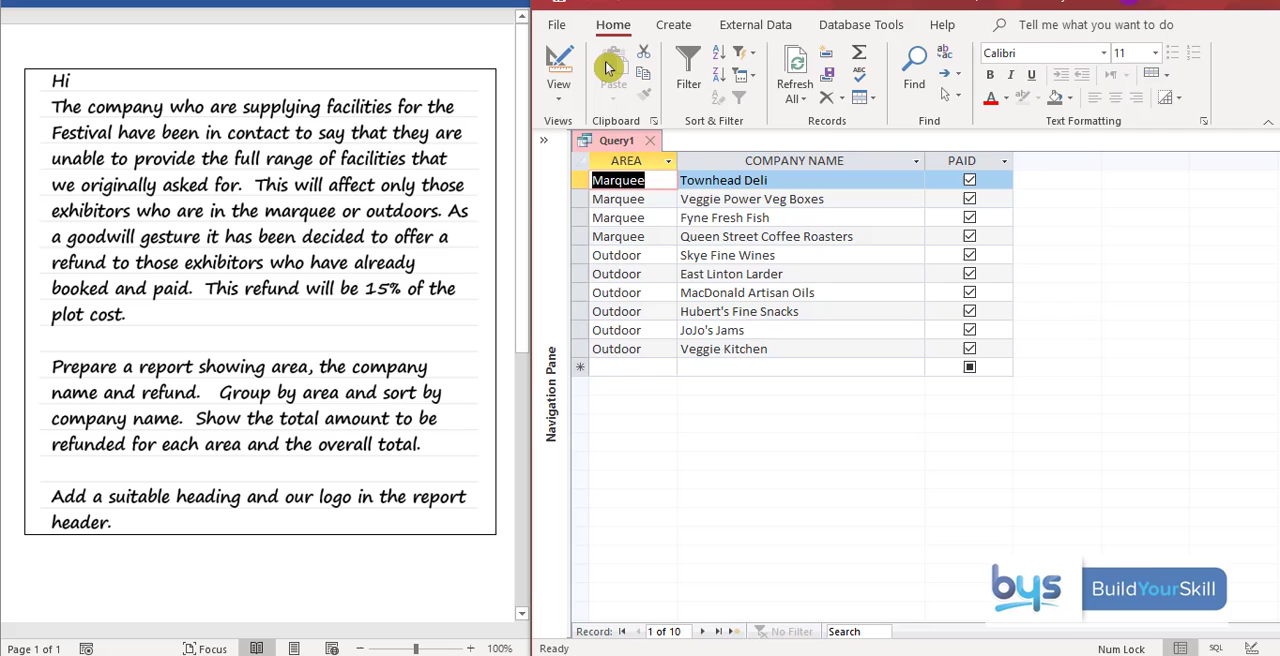 File Home Create External Data Database Tools Help Tell me what you want to do
View Paste Filter Refresh All Find Calibri 11
B I U A
Views Clipboard Sort & Filter Records Find Text Formatting
Hi
The company who are supplying facilities for the
Festival have been in contact to say that they are
unable to provide the full range of facilities that
we originally asked for. This will affect only those
exhibitors who are in the marquee or outdoors. As
a goodwill gesture it has been decided to offer a
refund to those exhibitors who have already
booked and paid. This refund will be 15% of the
plot cost.
Prepare a report showing area, the company
name and refund. Group by area and sort by
company name. Show the total amount to be
refunded for each area and the overall total.
Add a suitable heading and our logo in the report
header.
Page 1 of 1 Focus 100%
Query1
Navigation Pane
AREA COMPANY NAME PAID
Marquee Townhead Deli
Marquee Veggie Power Veg Boxes
Marquee Fyne Fresh Fish
Marquee Queen Street Coffee Roasters
Outdoor Skye Fine Wines
Outdoor East Linton Larder
Outdoor MacDonald Artisan Oils
Outdoor Hubert's Fine Snacks
Outdoor JoJo's Jams
Outdoor Veggie Kitchen
bys BuildYourSkill
Record: 1 of 10 No Filter Search
Ready Num Lock SQL